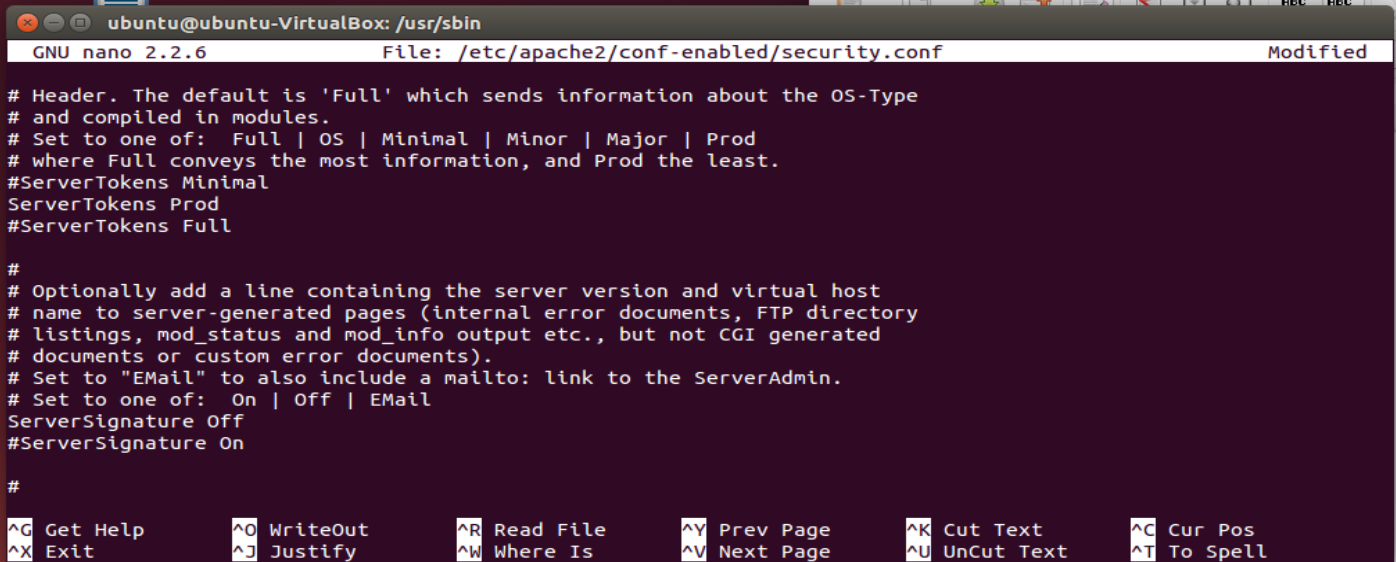 ubuntu@ubuntu-VirtualBox: /usr/sbin
GNU nano 2.2.6 File: /etc/apache2/conf-enabled/security.conf Modified
# Header. The default is 'Full' which sends information about the OS-Type
# and compiled in modules.
# Set to one of:  Full | OS | Minimal | Minor | Major | Prod
# where Full conveys the most information, and Prod the least.
#ServerTokens Minimal
ServerTokens Prod
#ServerTokens Full
#
# Optionally add a line containing the server version and virtual host
# name to server-generated pages (internal error documents, FTP directory
# listings, mod_status and mod_info output etc., but not CGI generated
# documents or custom error documents).
# Set to "EMail" to also include a mailto: link to the ServerAdmin.
# Set to one of:  On | Off | EMail
ServerSignature Off
#ServerSignature On
#
^G Get Help ^O WriteOut ^R Read File ^Y Prev Page ^K Cut Text ^C Cur Pos
^X Exit ^J Justify ^W Where Is ^V Next Page ^U UnCut Text ^T To Spell